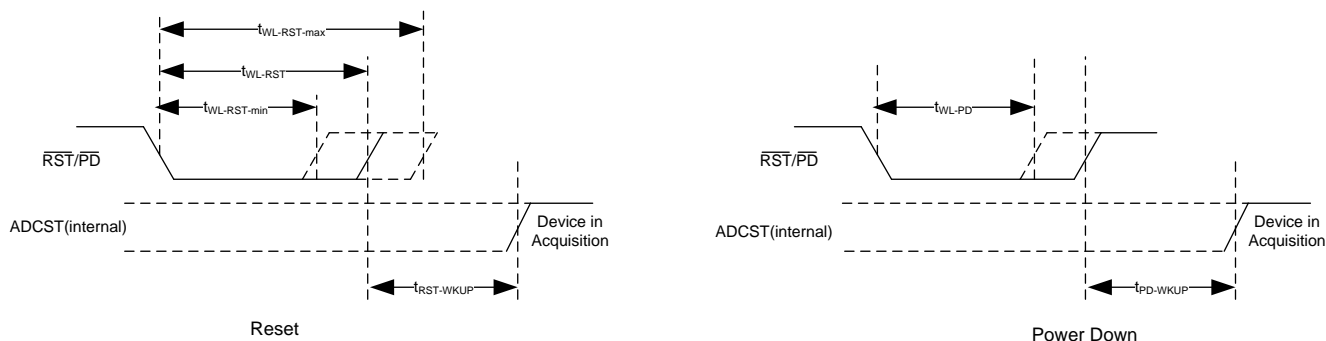 tWL-RST-max
tWL-RST
tWL-RST-min
RST/PD
ADCST(internal)
Device in
Acquisition
tRST-WKUP
Reset
tWL-PD
RST/PD
ADCST(internal)
Device in
Acquisition
tPD-WKUP
Power Down